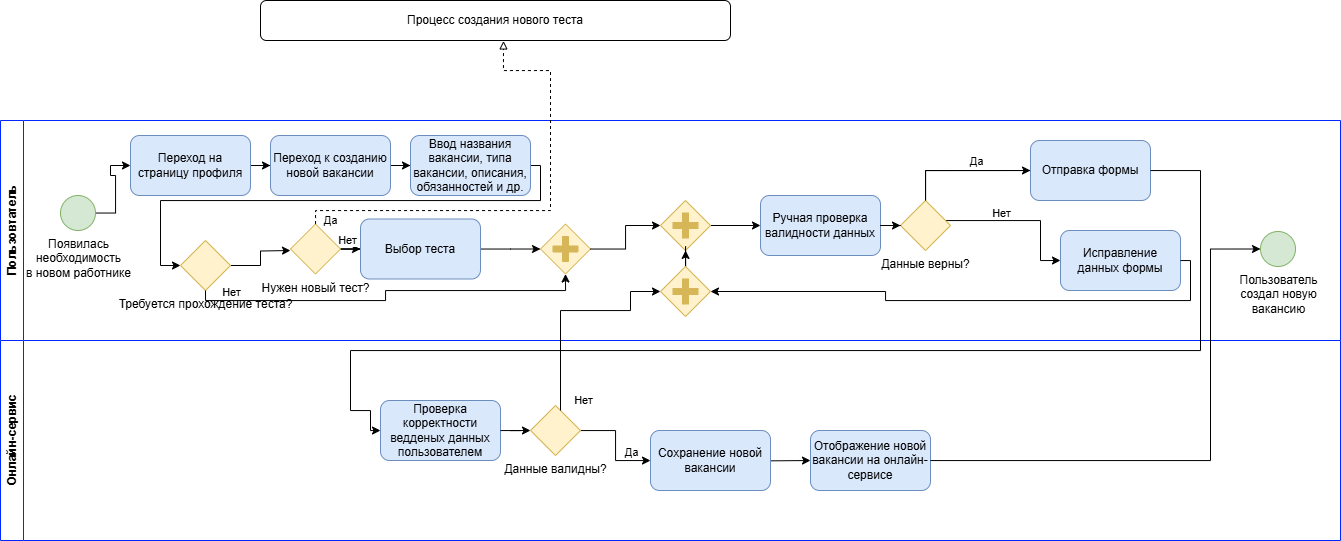 Процесс создания нового теста
Пользовтатель
Переход на
страницу профиля
Переход к созданию
новой вакансии
Ввод названия
вакансии, типа
вакансии, описания,
обязанностей и др.
Появилась
необходимость
в новом работнике
Требуется прохождение теста?
Нет
Нужен новый тест?
Да
Нет
Выбор теста
Ручная проверка
валидности данных
Данные верны?
Да
Отправка формы
Нет
Исправление
данных формы
Пользователь
создал новую
вакансию
Онлайн-сервис
Проверка
корректности
ведденых данных
пользователем
Данные валидны?
Нет
Да
Сохранение новой
вакансии
Отображение новой
вакансии на онлайн-
сервисе